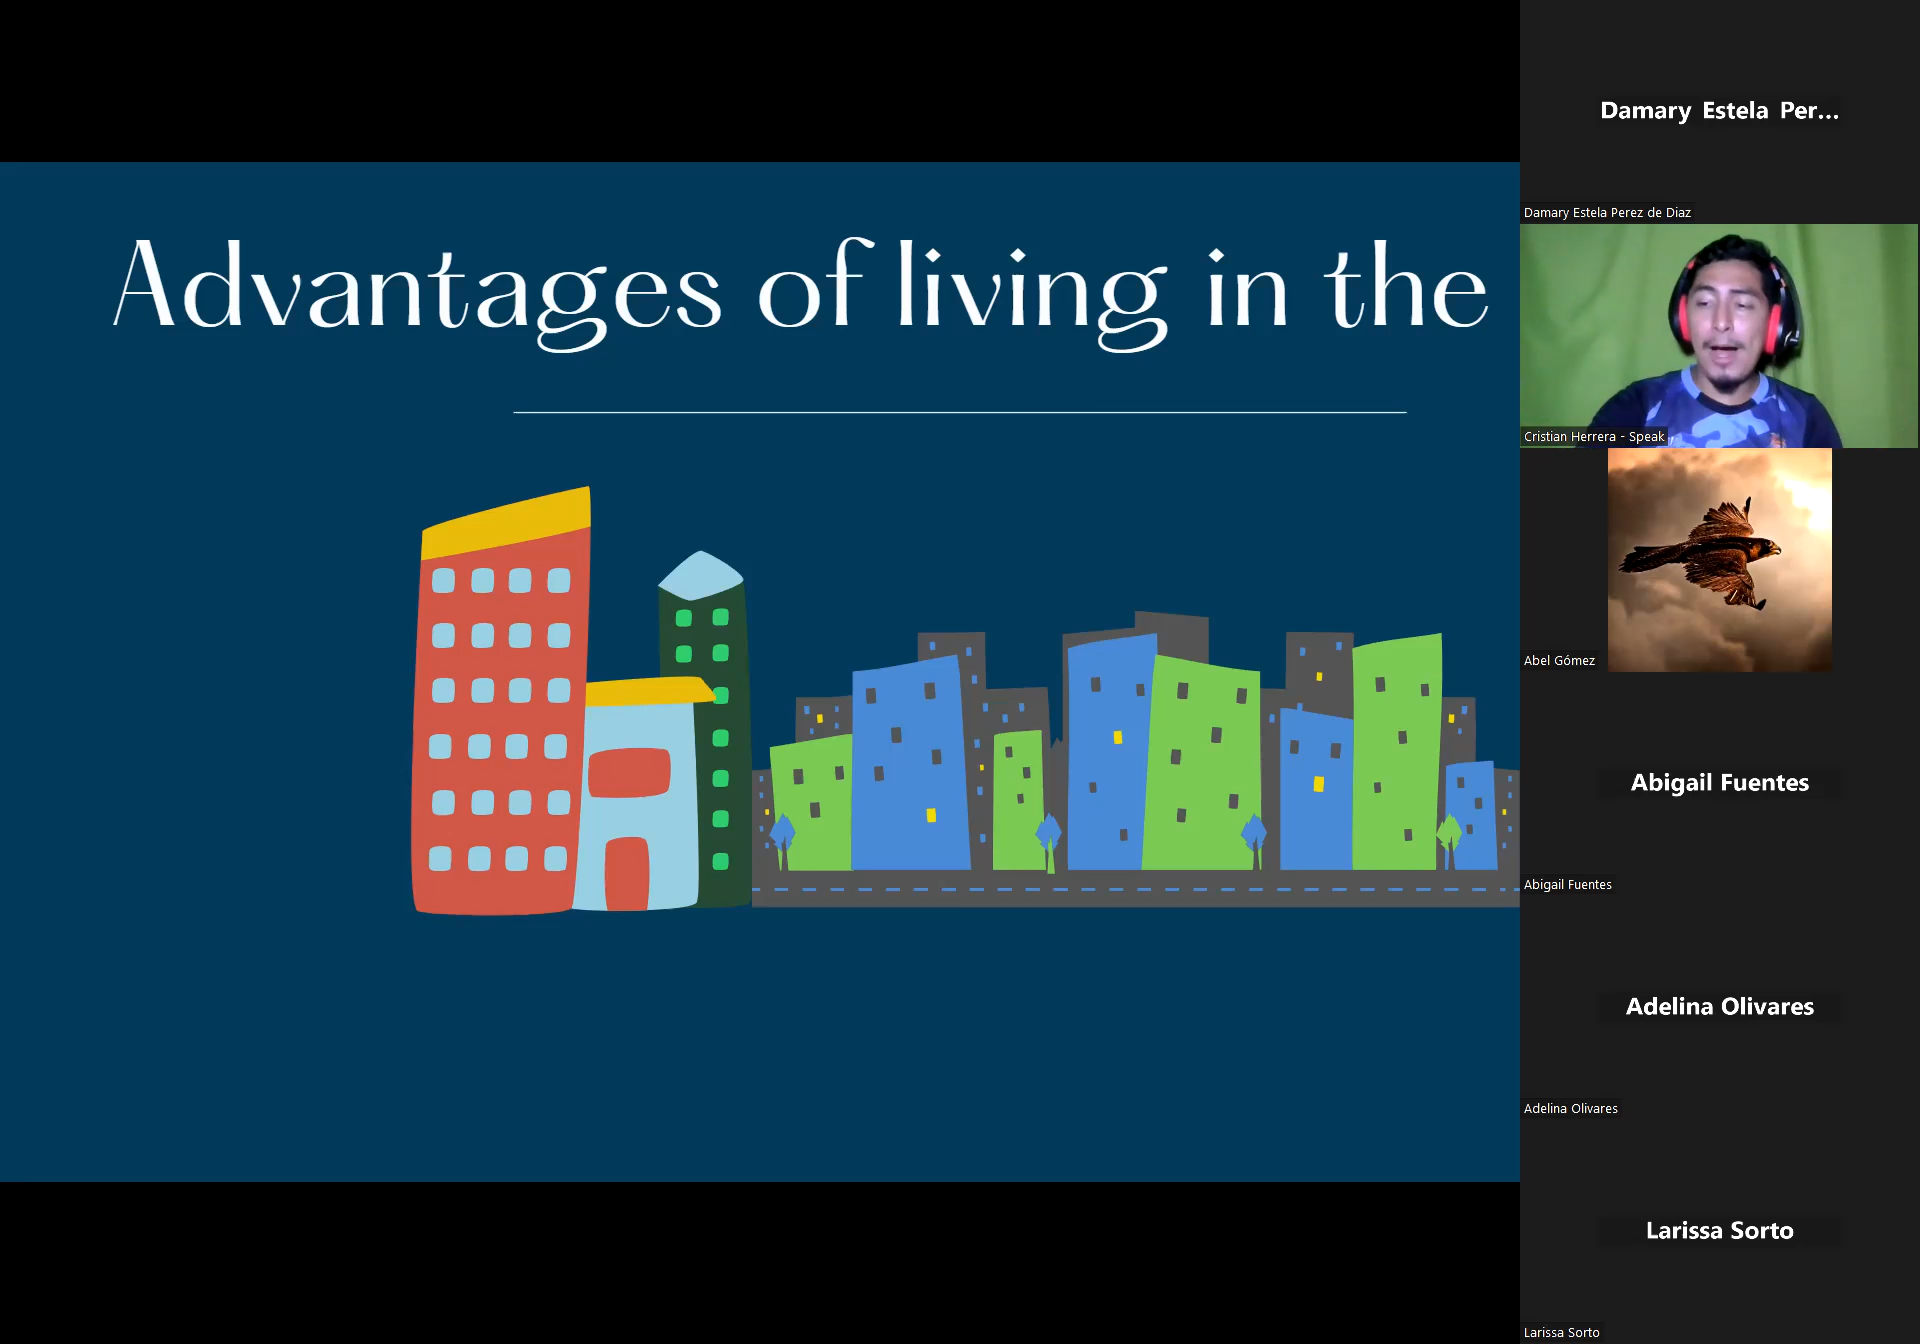 Advantages of living in the
Damary Estela Per...
Damary Estela Perez de Diaz
Cristian Herrera - Speak
Abel Gómez
Abigail Fuentes
Abigail Fuentes
Adelina Olivares
Adelina Olivares
Larissa Sorto
Larissa Sorto